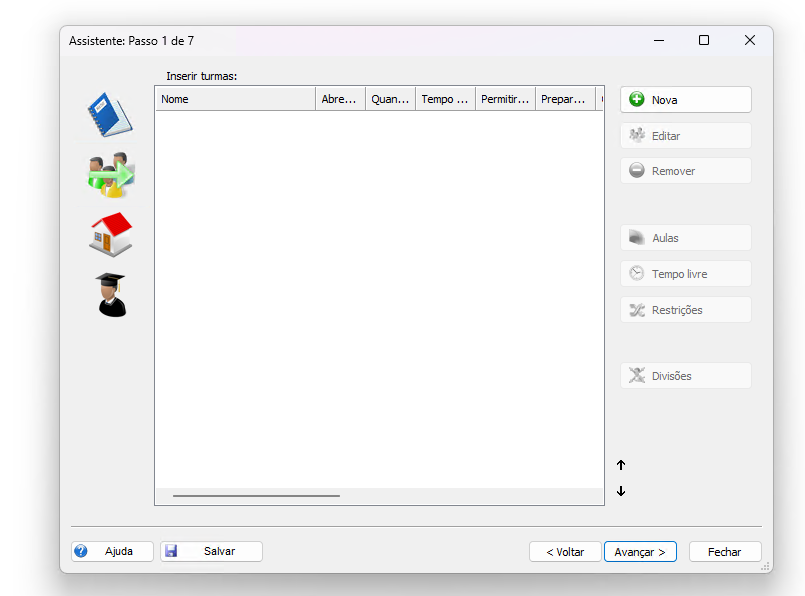 Assistente: Passo 1 de 7
Inserir turmas:
Nome Abre... Quan... Tempo ... Permitir... Prepar...
Nova
Editar
Remover
Aulas
Tempo livre
Restrições
Divisões
Ajuda Salvar < Voltar Avançar > Fechar